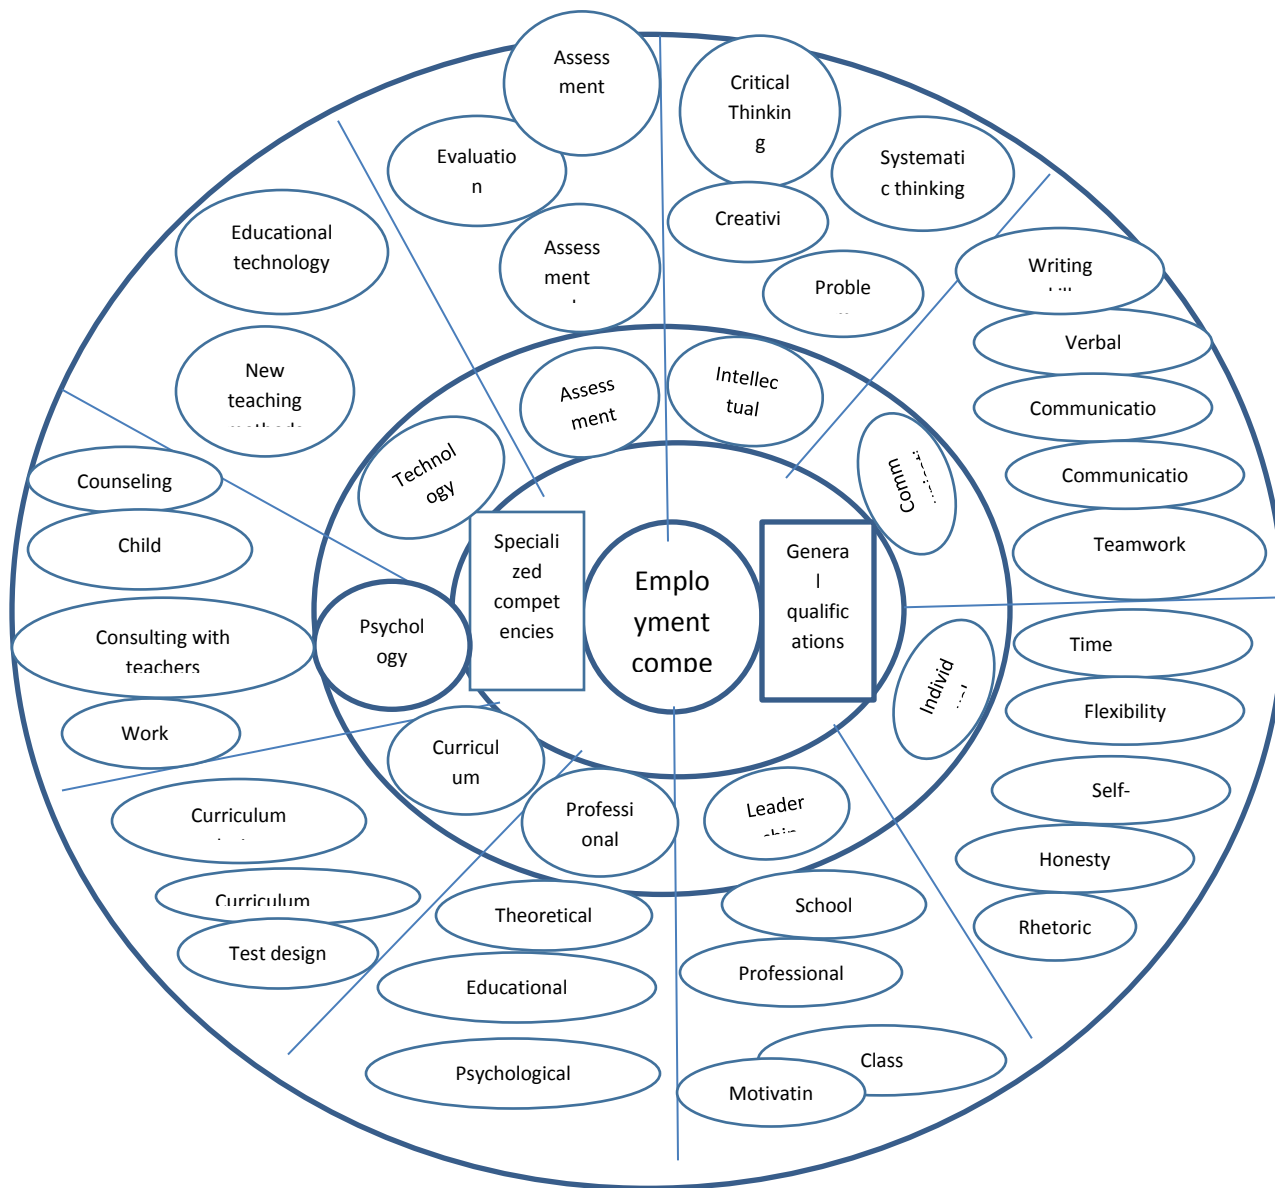 Assess
ment
Critical
Thinkin
g
Evaluatio
n
Systemati
c thinking
Creativi
Educational
technology
Assess
ment
Writing
Proble
Verbal
New
teaching
methods
Assess
ment
Intellec
tual
Communicatio
Technol
ogy
Comm
Communicatio
Counseling
Child
Teamwork
Speciali
zed
compet
encies
Emplo
yment
compe
Genera
l
qualific
ations
Consulting with
teachers
Psychol
ogy
Time
Individ
Flexibility
Work
Curricul
um
Self-
Curriculum
Professi
onal
Leader
ship
Honesty
Curriculum
Theoretical
School
Rhetoric
Test design
Educational
Professional
Psychological
Class
Motivatin